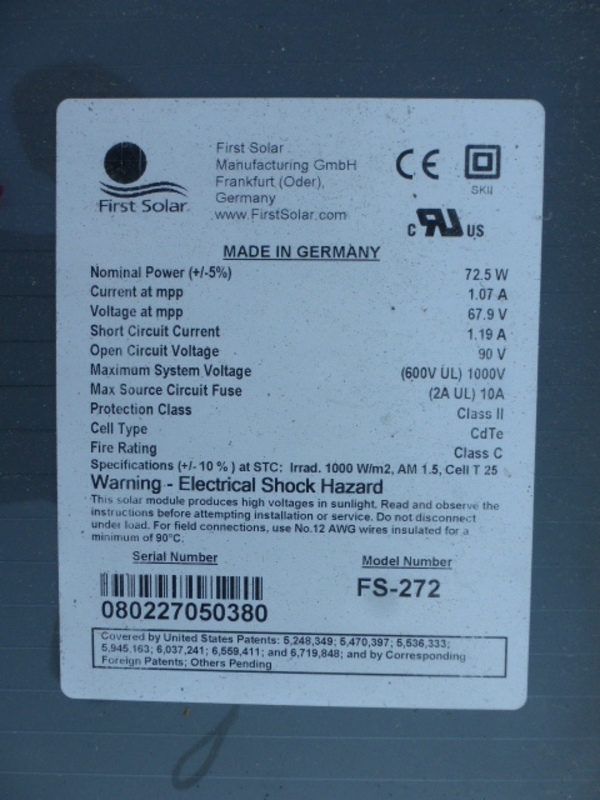 First Solar
First Solar
Manufacturing GmbH
Frankfurt (Oder),
Germany
www.FirstSolar.com
CE
SKII
c RU US
MADE IN GERMANY
Nominal Power (+/-5%) 72.5 W
Current at mpp 1.07 A
Voltage at mpp 67.9 V
Short Circuit Current 1.19 A
Open Circuit Voltage 90 V
Maximum System Voltage (600V UL) 1000V
Max Source Circuit Fuse (2A UL) 10A
Protection Class Class II
Cell Type CdTe
Fire Rating Class C
Specifications (+/- 10 % ) at STC: Irrad. 1000 W/m2, AM 1.5, Cell T 25
Warning - Electrical Shock Hazard
This solar module produces high voltages in sunlight. Read and observe the
instructions before attempting installation or service. Do not disconnect
under load. For field connections, use No.12 AWG wires insulated for a
minimum of 90°C.
Serial Number Model Number
080227050380 FS-272
Covered by United States Patents: 5,248,349; 5,470,397; 5,536,333;
5,945,163; 6,037,241; 6,559,411; and 6,719,848; and by Corresponding
Foreign Patents; Others Pending